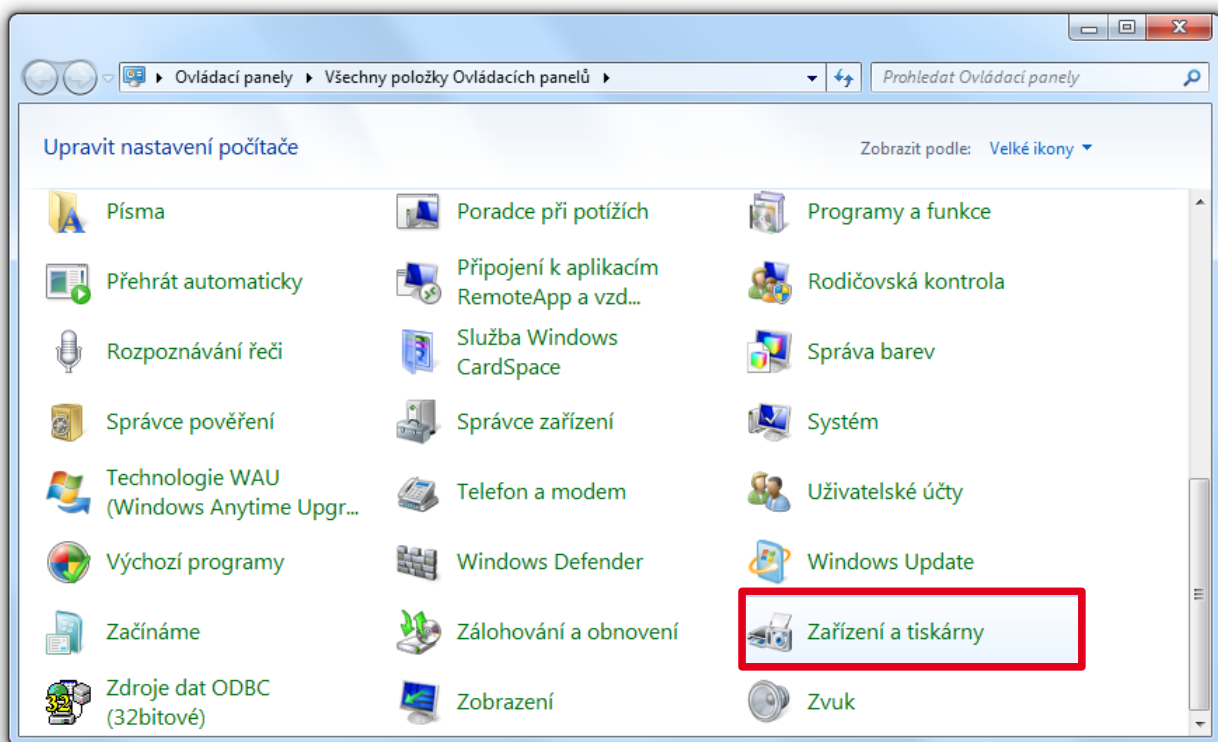 Ovládací panely Všechny položky Ovládacích panelů
Prohledat Ovládací panely
Upravit nastavení počítače
Zobrazit podle: Velké ikony
Písma
Poradce při potížích
Programy a funkce
Přehrát automaticky
Připojení k aplikacím
RemoteApp a vzd...
Rodičovská kontrola
Rozpoznávání řeči
Služba Windows
CardSpace
Správa barev
Správce pověření
Správce zařízení
Systém
Technologie WAU
(Windows Anytime Upgr...
Telefon a modem
Uživatelské účty
Výchozí programy
Windows Defender
Windows Update
Začínáme
Zálohování a obnovení
Zařízení a tiskárny
32
Zdroje dat ODBC
(32bitové)
Zobrazení
Zvuk